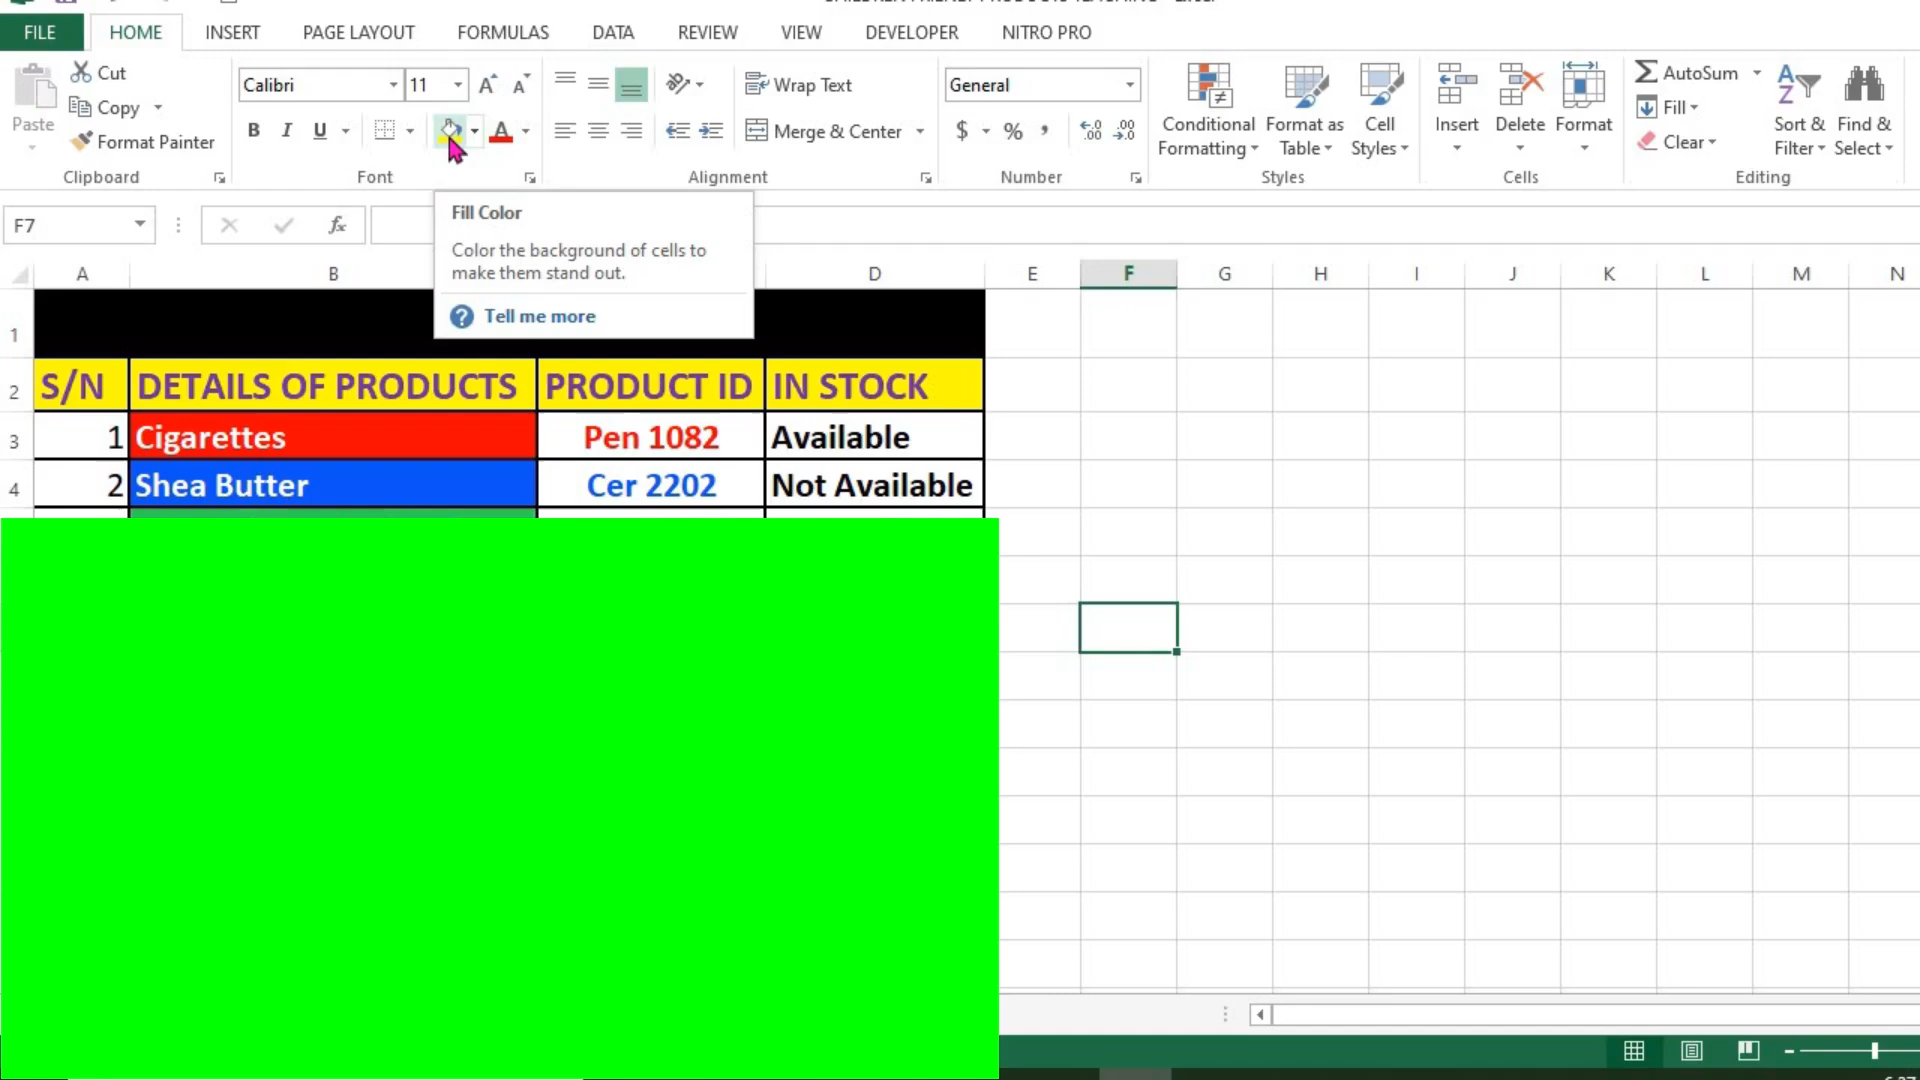 FILE HOME INSERT PAGE LAYOUT FORMULAS DATA REVIEW VIEW DEVELOPER NITRO PRO
Paste
Cut
Copy
Format Painter
Clipboard
Calibri 11
B I U
Font
Wrap Text
Merge & Center
Alignment
General
$ % ,
Number
Conditional Formatting
Format as Table
Cell Styles
Styles
Insert
Delete
Format
Cells
AutoSum
Fill
Clear
Sort & Filter
Find & Select
Editing
F7
fx
Fill Color
Color the background of cells to
make them stand out.
Tell me more
A B D E F G H I J K L M N
1
2 S/N DETAILS OF PRODUCTS PRODUCT ID IN STOCK
3 1 Cigarettes Pen 1082 Available
4 2 Shea Butter Cer 2202 Not Available